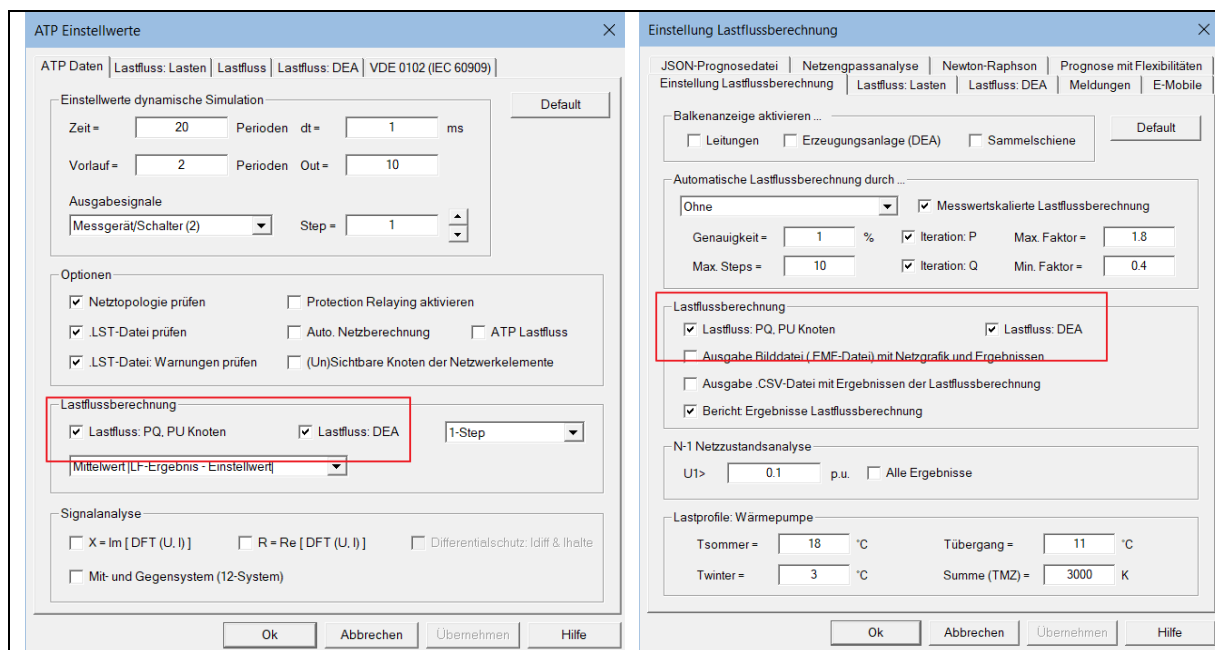 ATP Einstellwerte
ATP Daten Lastfluss: Lasten Lastfluss Lastfluss: DEA VDE 0102 (IEC 60909)
Einstellwerte dynamische Simulation
Default
Zeit = 20 Perioden dt = 1 ms
Vorlauf = 2 Perioden Out = 10
Ausgabesignale
Messgerät/Schalter (2) Step = 1
Optionen
Netztopologie prüfen Protection Relaying aktivieren
.LST-Datei prüfen Auto. Netzberechnung ATP Lastfluss
.LST-Datei: Warnungen prüfen (Un)Sichtbare Knoten der Netzwerkelemente
Lastflussberechnung
Lastfluss: PQ, PU Knoten Lastfluss: DEA 1-Step
Mittelwert |LF-Ergebnis - Einstellwert|
Signalanalyse
X = Im [ DFT (U, I) ] R = Re [ DFT (U, I) ] Differentialschutz: Idiff & Ihalte
Mit- und Gegensystem (12-System)
Ok Abbrechen Übernehmen Hilfe
Einstellung Lastflussberechnung
JSON-Prognosedatei Netzengpassanalyse Newton-Raphson Prognose mit Flexibilitäten
Einstellung Lastflussberechnung Lastfluss: Lasten Lastfluss: DEA Meldungen E-Mobile
Balkenanzeige aktivieren ...
Default
Leitungen Erzeugungsanlage (DEA) Sammelschiene
Automatische Lastflussberechnung durch ...
Ohne Messwertskalierte Lastflussberechnung
Genauigkeit = 1 % Iteration: P Max. Faktor = 1.8
Max. Steps = 10 Iteration: Q Min. Faktor = 0.4
Lastflussberechnung
Lastfluss: PQ, PU Knoten Lastfluss: DEA
Ausgabe Bilddatei (.EMF-Datei) mit Netzgrafik und Ergebnissen
Ausgabe .CSV-Datei mit Ergebnissen der Lastflussberechnung
Bericht: Ergebnisse Lastflussberechnung
N-1 Netzzustandsanalyse
U1> 0.1 p.u. Alle Ergebnisse
Lastprofile: Wärmepumpe
Tsommer = 18 °C Tübergang = 11 °C
Twinter = 3 °C Summe (TMZ) = 3000 K
Ok Abbrechen Übernehmen Hilfe